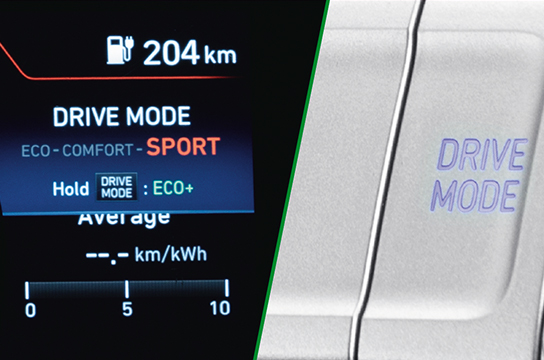 204 km
DRIVE MODE
ECO - COMFORT - SPORT
Hold DRIVE MODE : ECO+
Average
--.- km/kWh
0 5 10
DRIVE
MODE